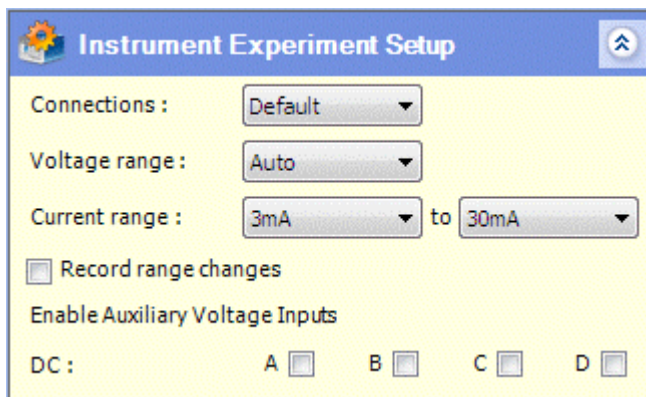 Instrument Experiment Setup
Connections : Default
Voltage range : Auto
Current range : 3mA to 30mA
Record range changes
Enable Auxiliary Voltage Inputs
DC : A B C D